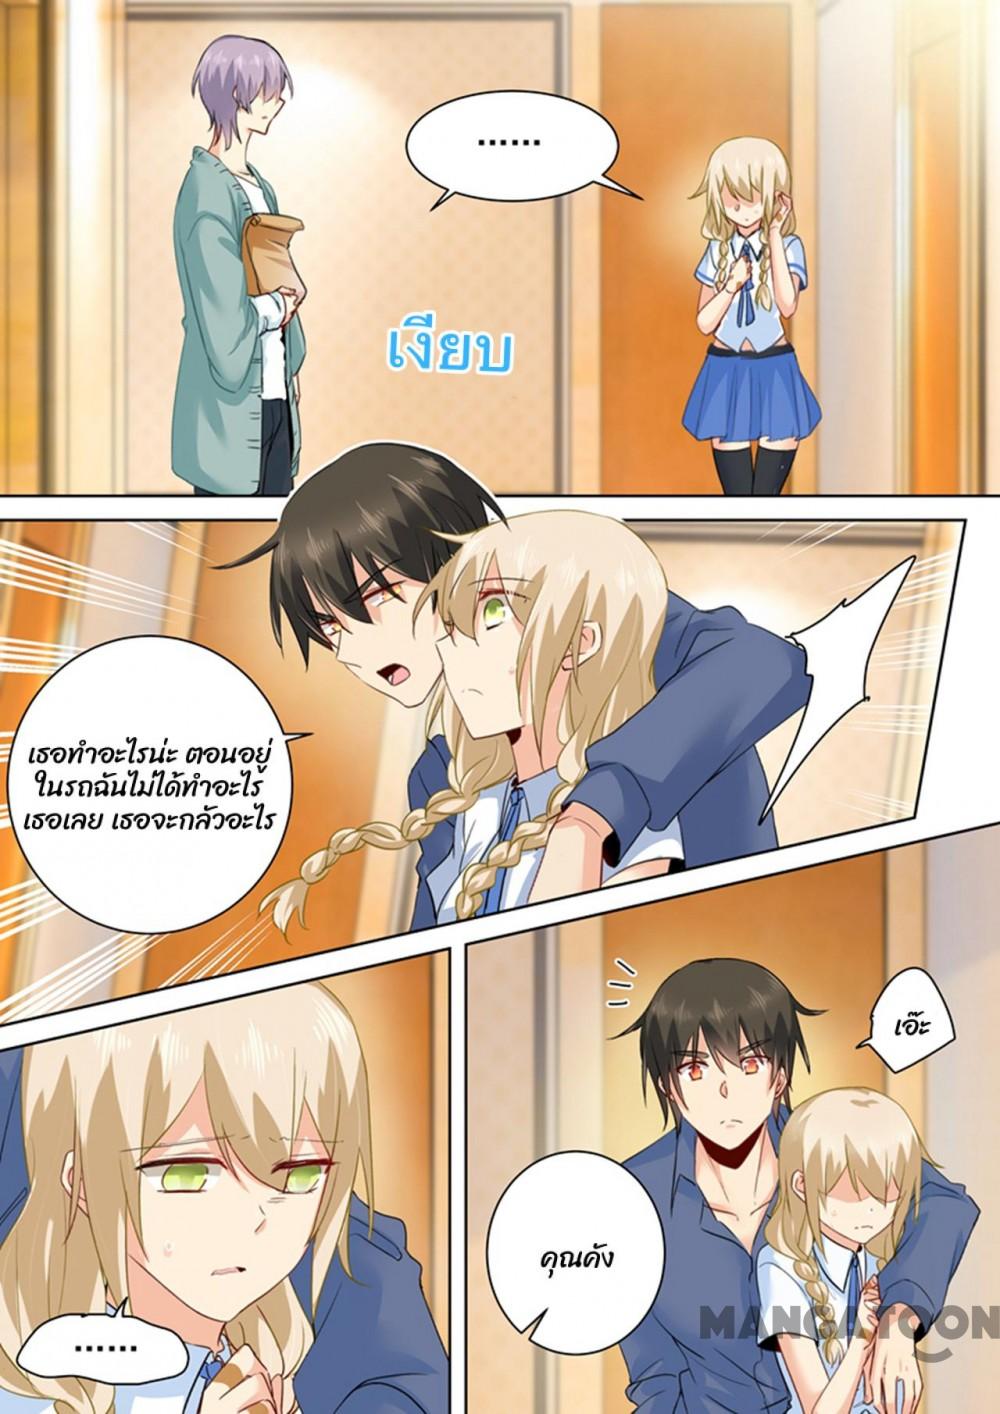 ......
เงียบ
เธอทำอะไรน่ะ ตอนอยู่
ในรถฉันไม่ได้ทำอะไร
เธอเลย เธอจะกลัวอะไร
เอ๊ะ
คุณคัง
......
MANGATOON